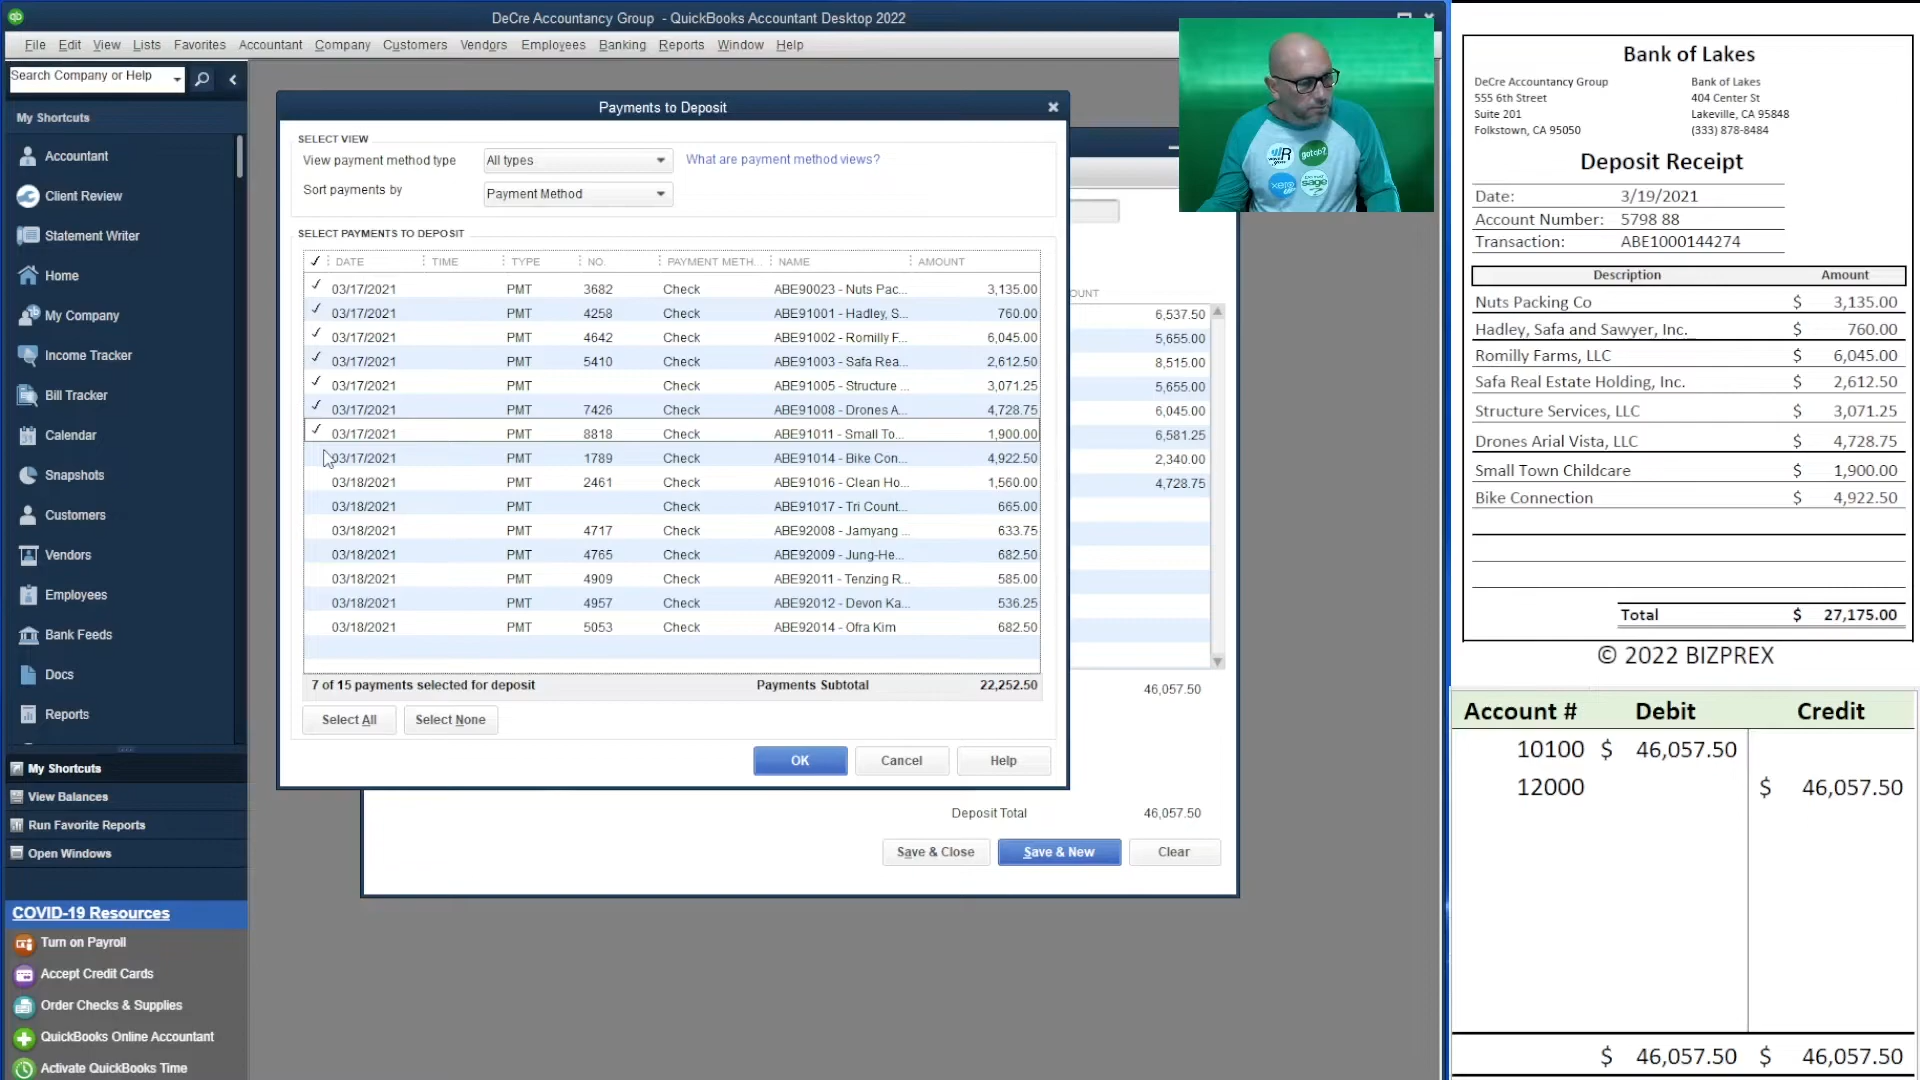 DeCre Accountancy Group - QuickBooks Accountant Desktop 2022
File Edit View Lists Favorites Accountant Company Customers Vendors Employees Banking Reports Window Help
Search Company or Help
My Shortcuts
Accountant
Client Review
Statement Writer
Home
My Company
Income Tracker
Bill Tracker
Calendar
Snapshots
Customers
Vendors
Employees
Bank Feeds
Docs
Reports
My Shortcuts
View Balances
Run Favorite Reports
Open Windows
COVID-19 Resources
Turn on Payroll
Accept Credit Cards
Order Checks & Supplies
QuickBooks Online Accountant
Activate QuickBooks Time
Payments to Deposit
SELECT VIEW
View payment method type All types What are payment method views?
Sort payments by Payment Method
SELECT PAYMENTS TO DEPOSIT
✓ DATE TIME TYPE NO. PAYMENT METH... NAME AMOUNT
✓ 03/17/2021 PMT 3682 Check ABE90023 - Nuts Pac... 3,135.00
✓ 03/17/2021 PMT 4258 Check ABE91001 - Hadley, S... 760.00
✓ 03/17/2021 PMT 4642 Check ABE91002 - Romilly F... 6,045.00
✓ 03/17/2021 PMT 5410 Check ABE91003 - Safa Rea... 2,612.50
✓ 03/17/2021 PMT Check ABE91005 - Structure ... 3,071.25
✓ 03/17/2021 PMT 7426 Check ABE91008 - Drones A... 4,728.75
✓ 03/17/2021 PMT 8818 Check ABE91011 - Small To... 1,900.00
03/17/2021 PMT 1789 Check ABE91014 - Bike Con... 4,922.50
03/18/2021 PMT 2461 Check ABE91016 - Clean Ho... 1,560.00
03/18/2021 PMT Check ABE91017 - Tri Count... 665.00
03/18/2021 PMT 4717 Check ABE92008 - Jamyang ... 633.75
03/18/2021 PMT 4765 Check ABE92009 - Jung-He... 682.50
03/18/2021 PMT 4909 Check ABE92011 - Tenzing R... 585.00
03/18/2021 PMT 4957 Check ABE92012 - Devon Ka... 536.25
03/18/2021 PMT 5053 Check ABE92014 - Ofra Kim 682.50
7 of 15 payments selected for deposit Payments Subtotal 22,252.50
Select All Select None
OK Cancel Help
OUNT
6,537.50
5,655.00
8,515.00
5,655.00
6,045.00
6,581.25
2,340.00
4,728.75
46,057.50
Deposit Total 46,057.50
Save & Close Save & New Clear
gotqb?
xero
sage
Bank of Lakes
DeCre Accountancy Group Bank of Lakes
555 6th Street 404 Center St
Suite 201 Lakeville, CA 95848
Folkstown, CA 95050 (333) 878-8484
Deposit Receipt
Date: 3/19/2021
Account Number: 5798 88
Transaction: ABE1000144274
Description Amount
Nuts Packing Co $ 3,135.00
Hadley, Safa and Sawyer, Inc. $ 760.00
Romilly Farms, LLC $ 6,045.00
Safa Real Estate Holding, Inc. $ 2,612.50
Structure Services, LLC $ 3,071.25
Drones Arial Vista, LLC $ 4,728.75
Small Town Childcare $ 1,900.00
Bike Connection $ 4,922.50
Total $ 27,175.00
© 2022 BIZPREX
Account # Debit Credit
10100 $ 46,057.50
12000 $ 46,057.50
$ 46,057.50 $ 46,057.50